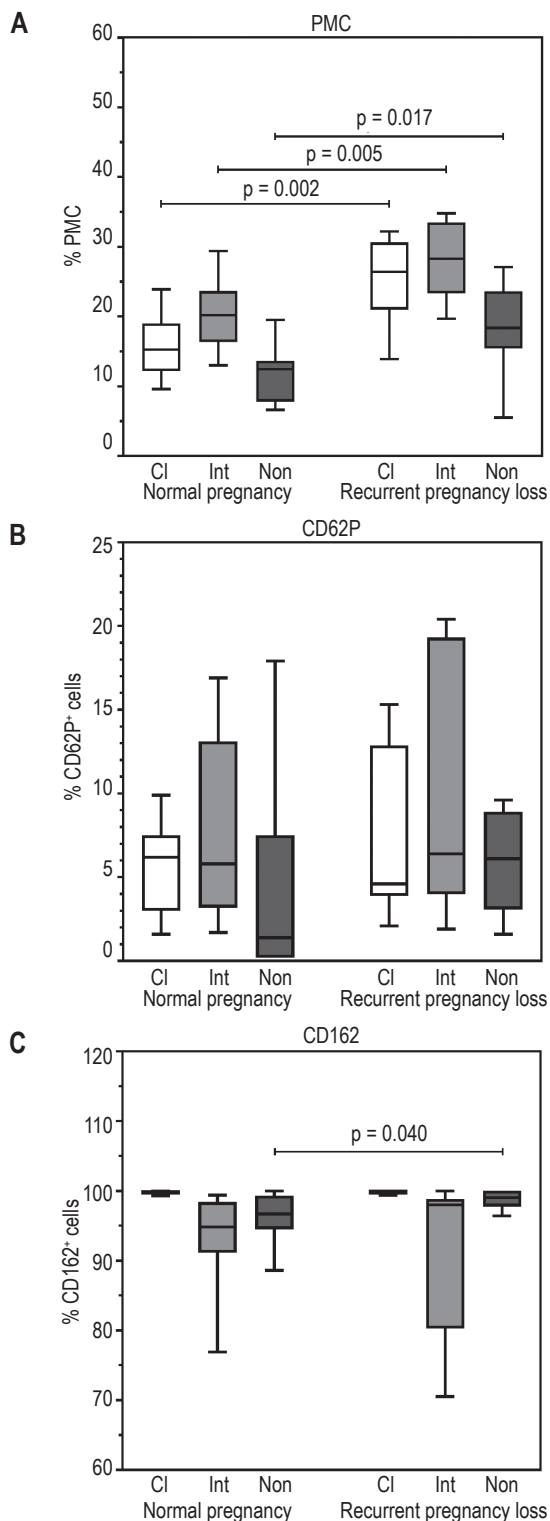 A
PMC
60
50
40
30
20
10
0
% PMC
p = 0.017
p = 0.005
p = 0.002
Cl Int Non Cl Int Non
Normal pregnancy Recurrent pregnancy loss
B
CD62P
25
20
15
10
5
0
% CD62P⁺ cells
Cl Int Non Cl Int Non
Normal pregnancy Recurrent pregnancy loss
C
CD162
120
110
100
90
80
70
60
% CD162⁺ cells
p = 0.040
Cl Int Non Cl Int Non
Normal pregnancy Recurrent pregnancy loss